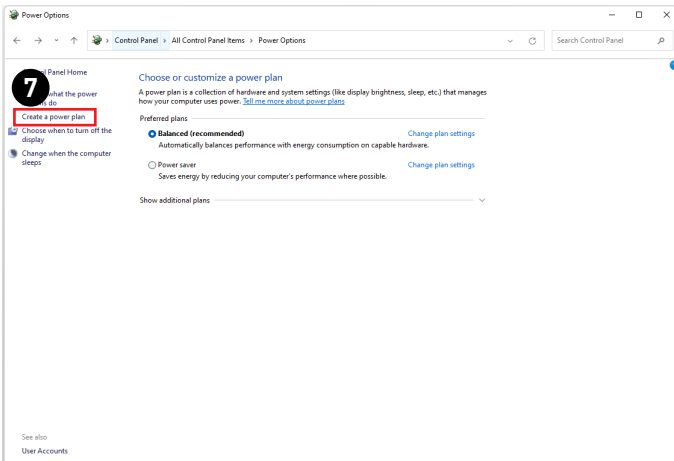 Power Options
Control Panel > All Control Panel Items > Power Options
Search Control Panel
Panel Home
7
what the power
do
Create a power plan
Choose when to turn off the
display
Change when the computer
sleeps
Choose or customize a power plan
A power plan is a collection of hardware and system settings (like display brightness, sleep, etc.) that manages
how your computer uses power. Tell me more about power plans
Preferred plans
Balanced (recommended)
Change plan settings
Automatically balances performance with energy consumption on capable hardware.
Power saver
Change plan settings
Saves energy by reducing your computer's performance where possible.
Show additional plans
See also
User Accounts